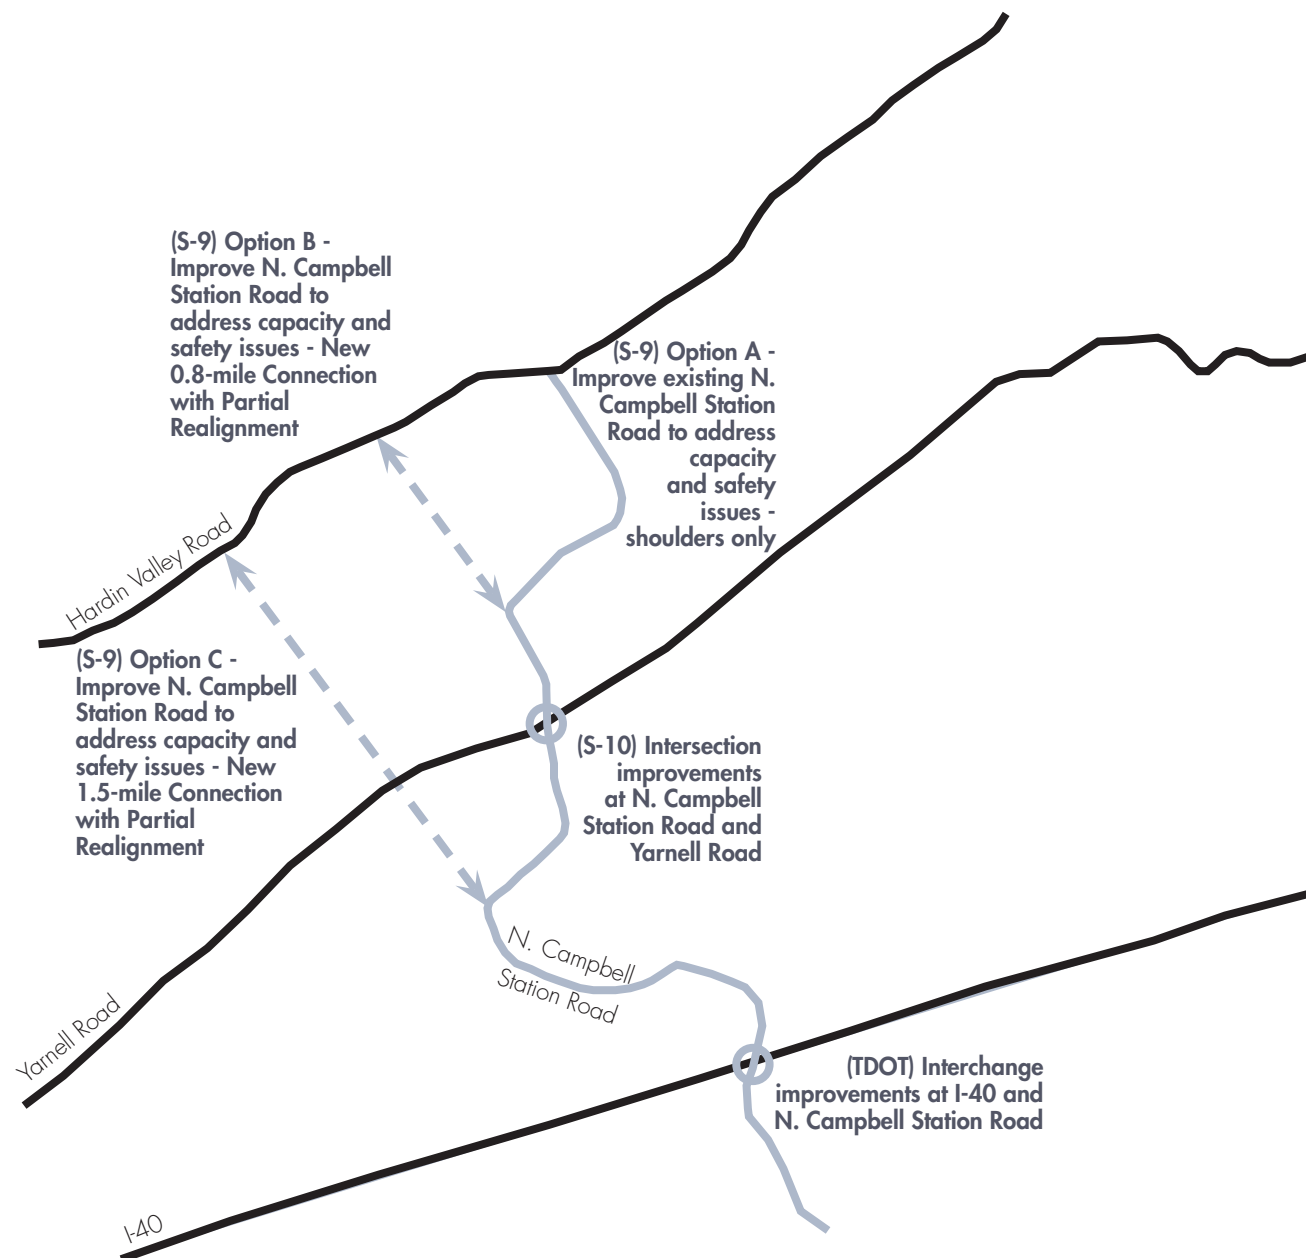 (S-9) Option B -
Improve N. Campbell
Station Road to
address capacity and
safety issues - New
0.8-mile Connection
with Partial
Realignment
(S-9) Option A -
Improve existing N.
Campbell Station
Road to address
capacity
and safety
issues -
shoulders only
Hardin Valley Road
(S-9) Option C -
Improve N. Campbell
Station Road to
address capacity and
safety issues - New
1.5-mile Connection
with Partial
Realignment
(S-10) Intersection
improvements
at N. Campbell
Station Road and
Yarnell Road
N. Campbell
Station Road
Yarnell Road
(TDOT) Interchange
improvements at I-40 and
N. Campbell Station Road
I-40